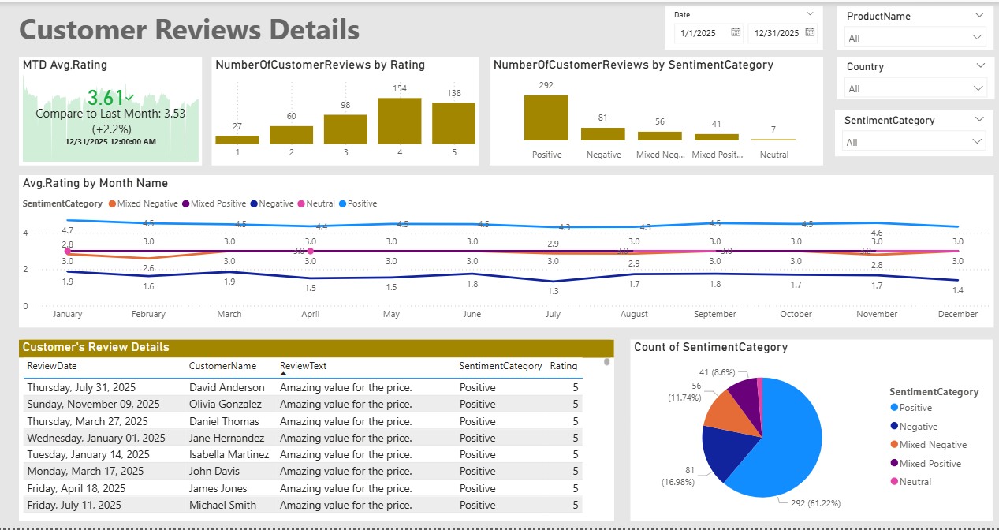 Customer Reviews Details
Date
1/1/2025
12/31/2025
ProductName
All
Country
All
SentimentCategory
All
MTD Avg,Rating
3.61
Compare to Last Month: 3.53
(+2.2%)
12/31/2025 12:00:00 AM
NumberOfCustomerReviews by Rating
27 60 98 154 138
1 2 3 4 5
NumberOfCustomerReviews by SentimentCategory
292 81 56 41 7
Positive Negative Mixed Neg... Mixed Posit... Neutral
Avg,Rating by Month Name
SentimentCategory Mixed Negative Mixed Positive Negative Neutral Positive
4
2
0
4.7 4.5 4.5 4.4 4.5 4.5 4.3 4.3 4.5 4.5 4.6
2.8 3.0 3.0 3.0 3.0 3.0 2.9 3.0 3.0 3.0 3.0 3.0
3.0 3.0 3.0 3.0
3.0 2.6 3.0 3.0 3.0 3.0 3.0 2.9 3.0 3.0 2.8 3.0
1.9 1.6 1.9 1.5 1.5 1.8 1.3 1.7 1.8 1.7 1.7 1.4
January February March April May June July August September October November December
Customer's Review Details
ReviewDate CustomerName ReviewText SentimentCategory Rating
Thursday, July 31, 2025 David Anderson Amazing value for the price. Positive 5
Sunday, November 09, 2025 Olivia Gonzalez Amazing value for the price. Positive 5
Thursday, March 27, 2025 Daniel Thomas Amazing value for the price. Positive 5
Wednesday, January 01, 2025 Jane Hernandez Amazing value for the price. Positive 5
Tuesday, January 14, 2025 Isabella Martinez Amazing value for the price. Positive 5
Monday, March 17, 2025 John Davis Amazing value for the price. Positive 5
Friday, April 18, 2025 James Jones Amazing value for the price. Positive 5
Friday, July 11, 2025 Michael Smith Amazing value for the price. Positive 5
Count of SentimentCategory
41 (8.6%)
56
(11.74%)
81
(16.98%)
292 (61.22%)
SentimentCategory
Positive
Negative
Mixed Negative
Mixed Positive
Neutral